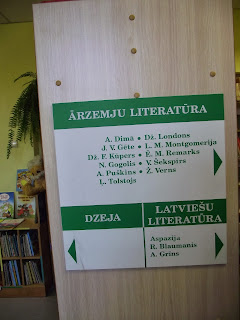 ĀRZEMJU LITERATŪRA
A. Dimā • Dž. Londons
J. V. Gēte • L. M. Montgomerija
Dž. F. Kūpers • Ē. M. Remarks
N. Gogolis • V. Šekspīrs
A. Puškins • Ž. Verns
L. Tolstojs
DZEJA
LATVIEŠU
LITERATŪRA
Aspazija
R. Blaumanis
A. Grīns